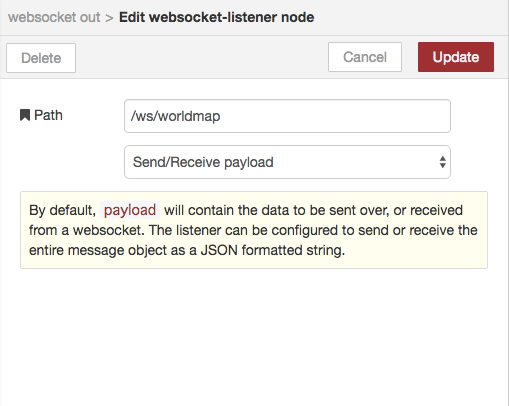 websocket out > Edit websocket-listener node
Delete
Cancel
Update
Path
/ws/worldmap
Send/Receive payload
By default, payload will contain the data to be sent over, or received
from a websocket. The listener can be configured to send or receive the
entire message object as a JSON formatted string.